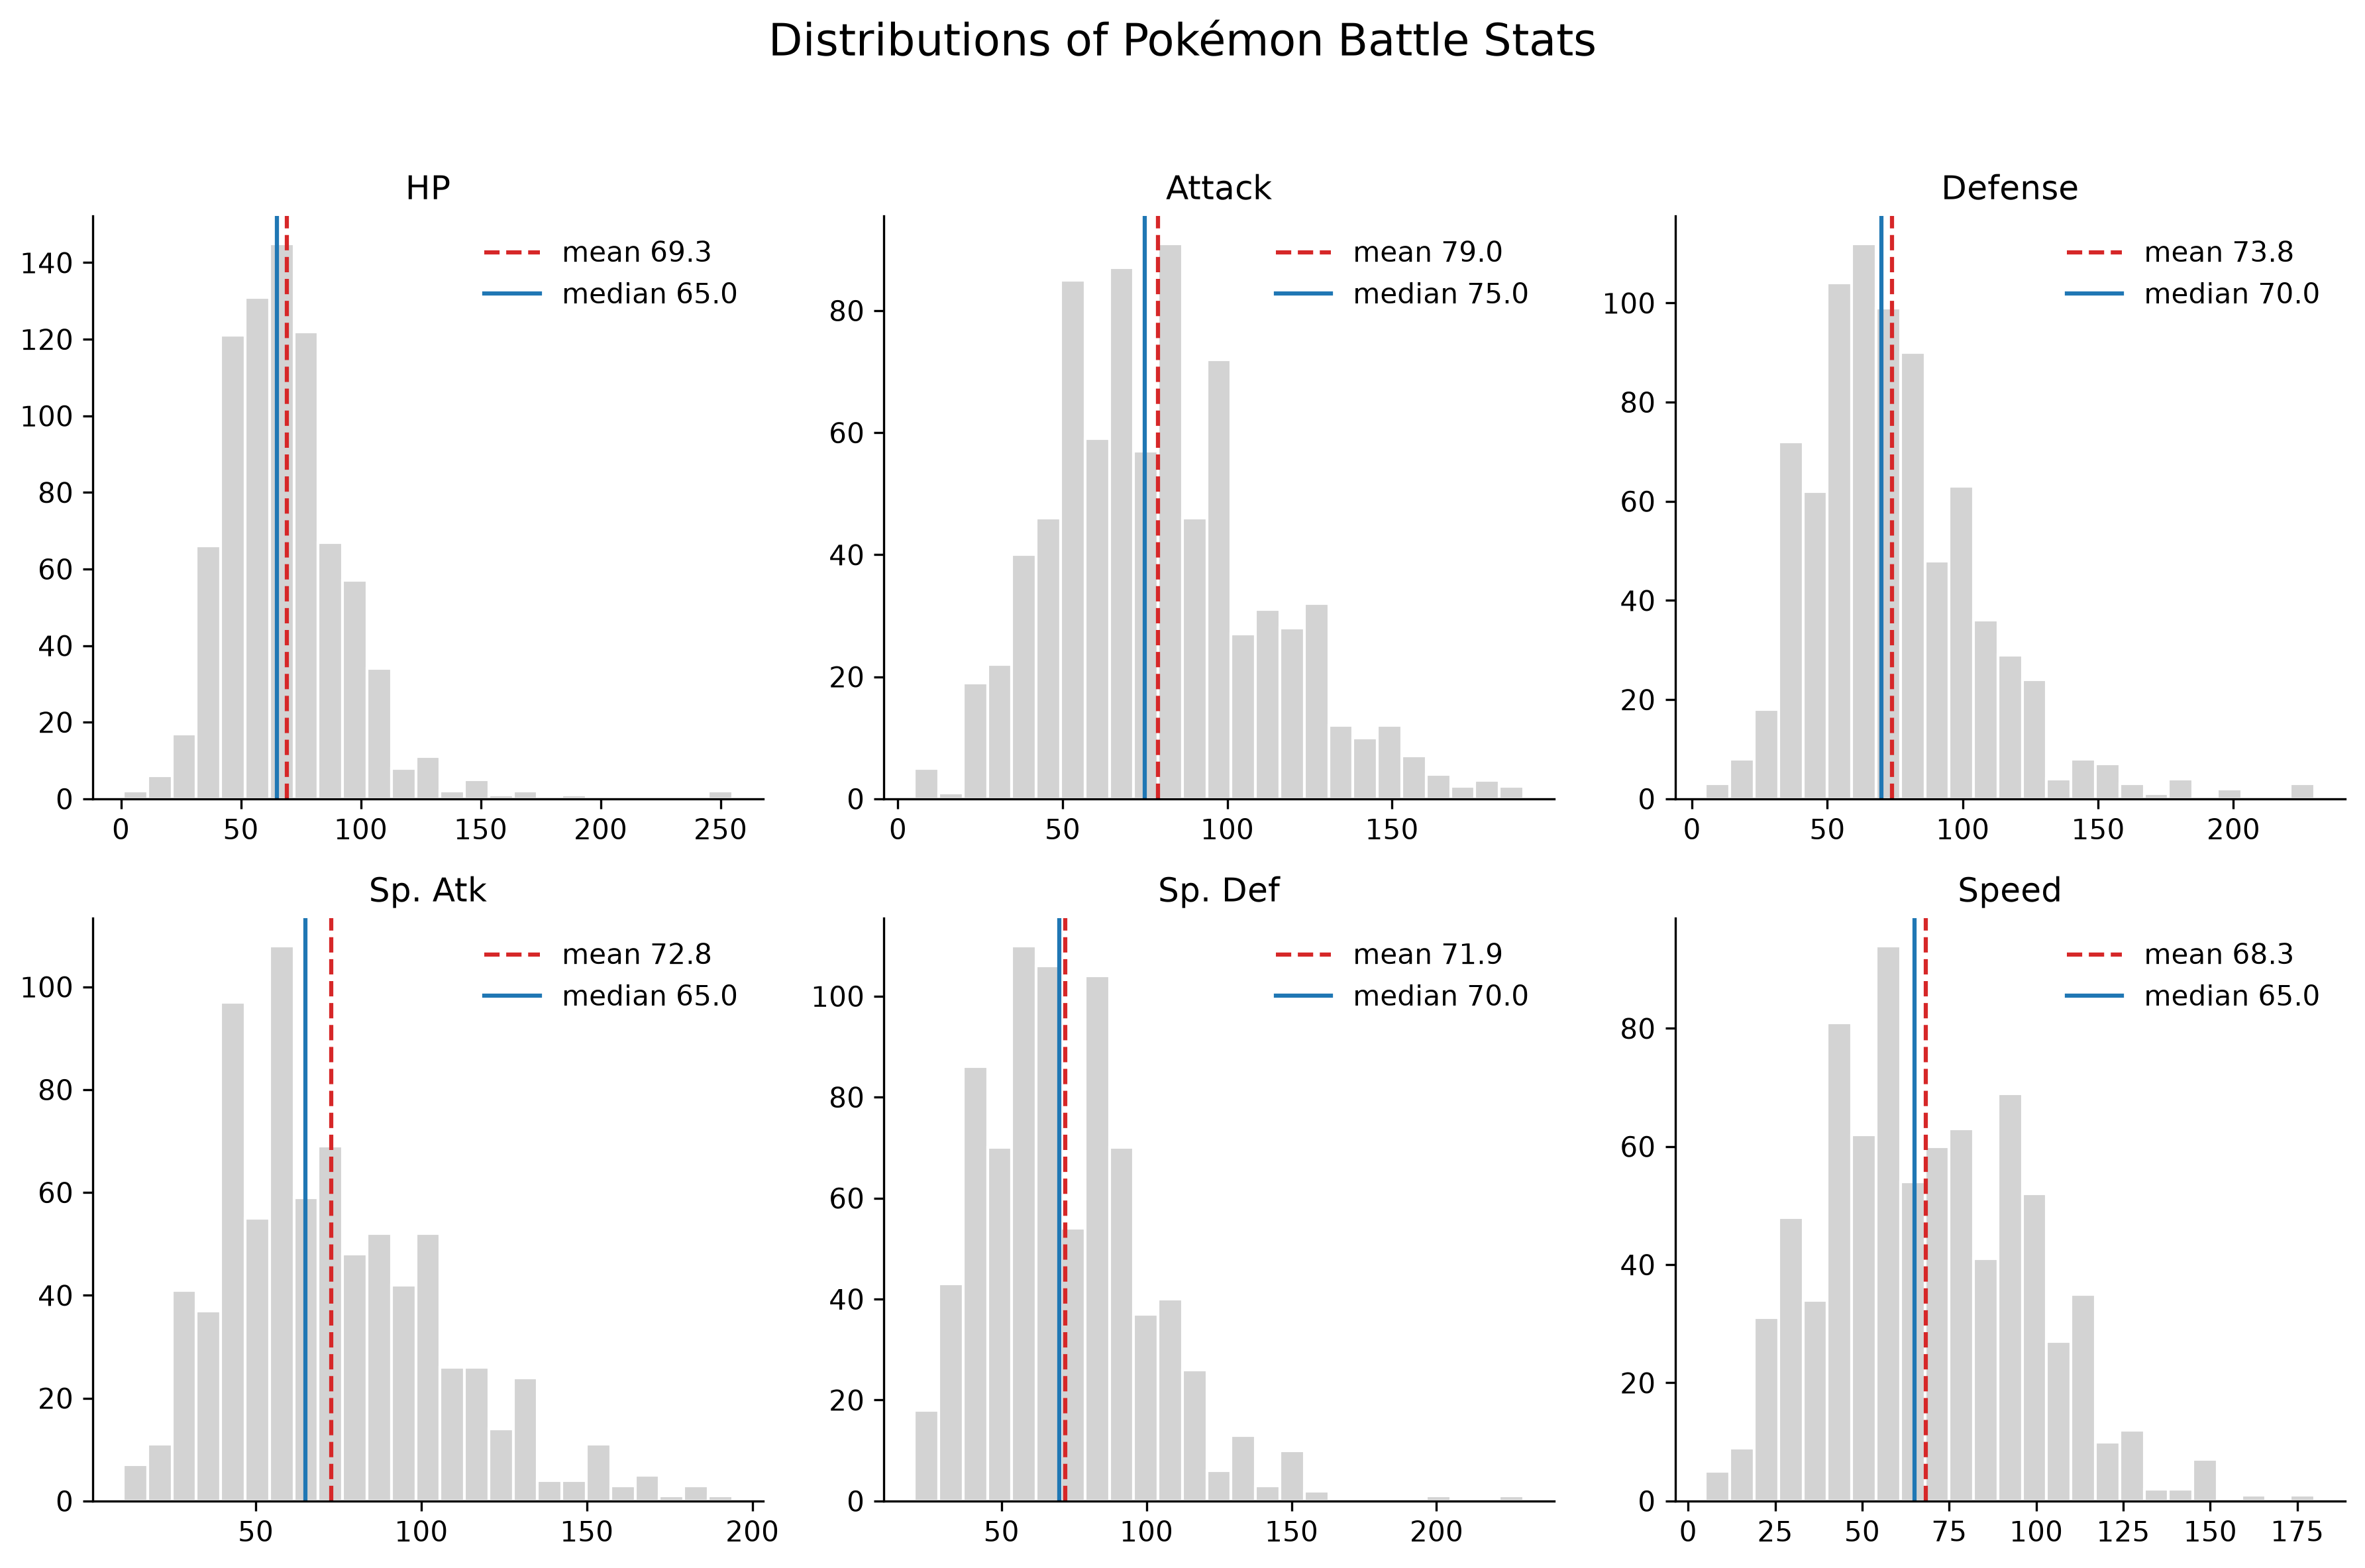 Distributions of Pokémon Battle Stats
HP
mean 69.3
median 65.0
140
120
100
80
60
40
20
0
0 50 100 150 200 250
Attack
mean 79.0
median 75.0
80
60
40
20
0
0 50 100 150
Defense
mean 73.8
median 70.0
100
80
60
40
20
0
0 50 100 150 200
Sp. Atk
mean 72.8
median 65.0
100
80
60
40
20
0
50 100 150 200
Sp. Def
mean 71.9
median 70.0
100
80
60
40
20
0
50 100 150 200
Speed
mean 68.3
median 65.0
80
60
40
20
0
0 25 50 75 100 125 150 175